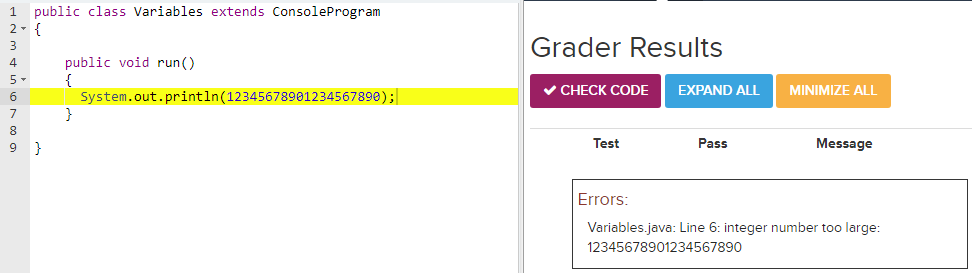 1 public class Variables extends ConsoleProgram
2 {
3
4 public void run()
5 {
6 System.out.println(12345678901234567890);
7 }
8
9 }
Grader Results
✔ CHECK CODE EXPAND ALL MINIMIZE ALL
Test Pass Message
Errors:
Variables.java: Line 6: integer number too large:
12345678901234567890